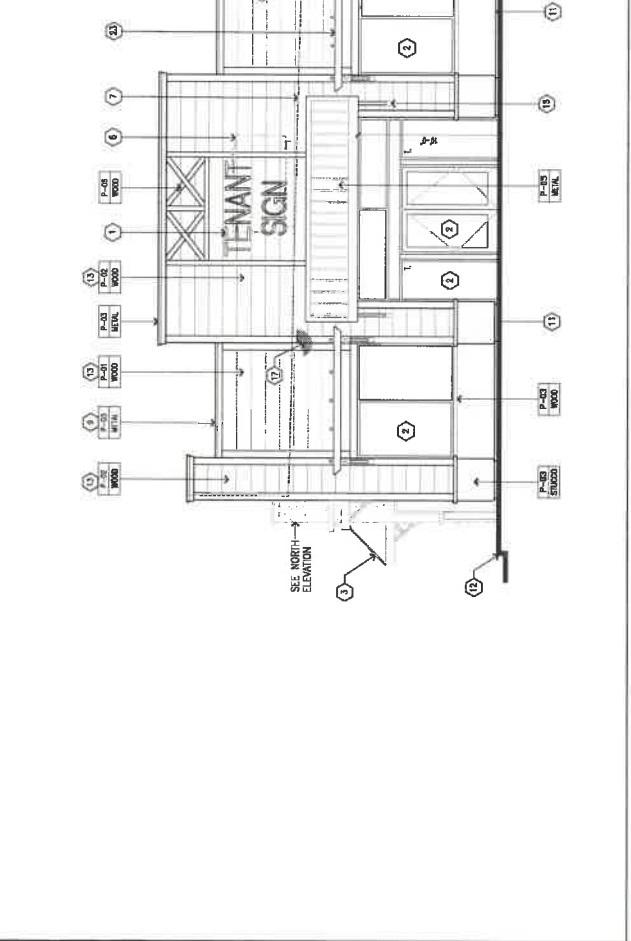 23
7
6
P-05
WOOD
1
13
P-02
WOOD
P-03
METAL
13
P-01
WOOD
9
P-03
METAL
13
P-02
WOOD
TENANT
SIGN
17
2
2
2
2
SEE NORTH
ELEVATION
3
12
11
15
P-03
METAL
P-03
WOOD
P-03
STUCCO